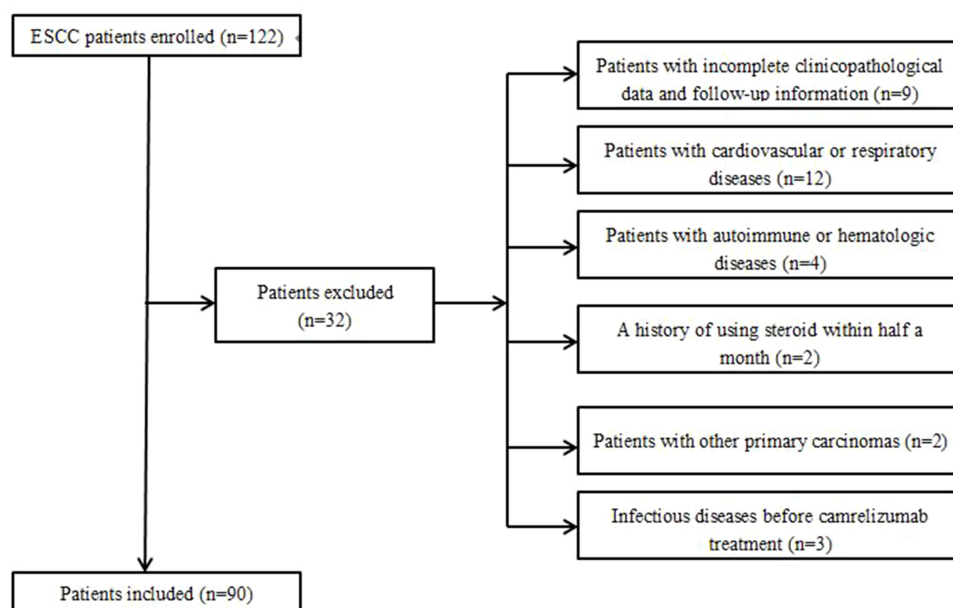 ESCC patients enrolled (n=122)
Patients with incomplete clinicopathological
data and follow-up information (n=9)
Patients with cardiovascular or respiratory
diseases (n=12)
Patients with autoimmune or hematologic
diseases (n=4)
Patients excluded
(n=32)
A history of using steroid within half a
month (n=2)
Patients with other primary carcinomas (n=2)
Infectious diseases before camrelizumab
treatment (n=3)
Patients included (n=90)